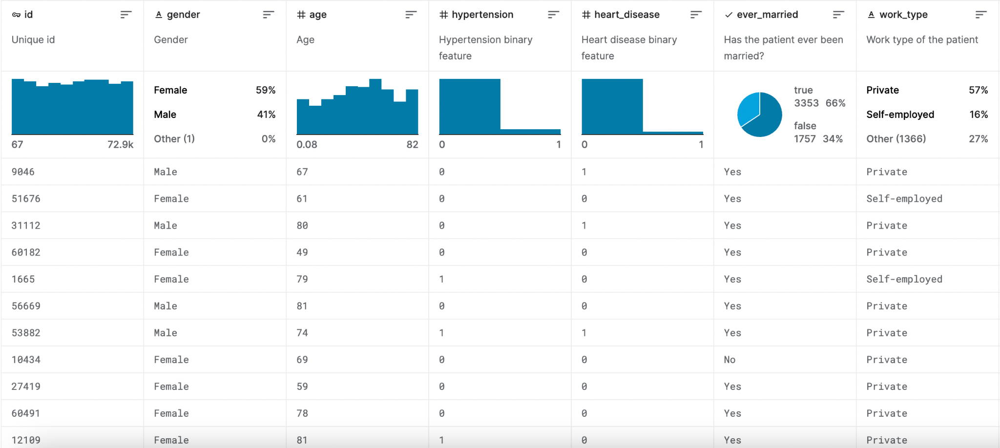 id gender age hypertension heart_disease ever_married work_type
Unique id Gender Age Hypertension binary feature Heart disease binary feature Has the patient ever been married? Work type of the patient
67 72.9k
Female 59%
Male 41%
Other (1) 0%
0.08 82
0 1
0 1
true
3353 66%
false
1757 34%
Private 57%
Self-employed 16%
Other (1366) 27%
9046 Male 67 0 1 Yes Private
51676 Female 61 0 0 Yes Self-employed
31112 Male 80 0 1 Yes Private
60182 Female 49 0 0 Yes Private
1665 Female 79 1 0 Yes Self-employed
56669 Male 81 0 0 Yes Private
53882 Male 74 1 1 Yes Private
10434 Female 69 0 0 No Private
27419 Female 59 0 0 Yes Private
60491 Female 78 0 0 Yes Private
12109 Female 81 1 0 Yes Private